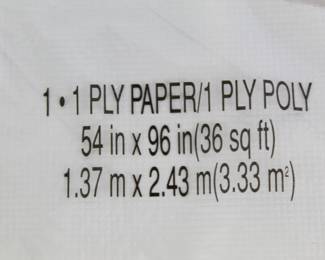 1 • 1 PLY PAPER/1 PLY POLY
54 in x 96 in(36 sq ft)
1.37 m x 2.43 m(3.33 m²)